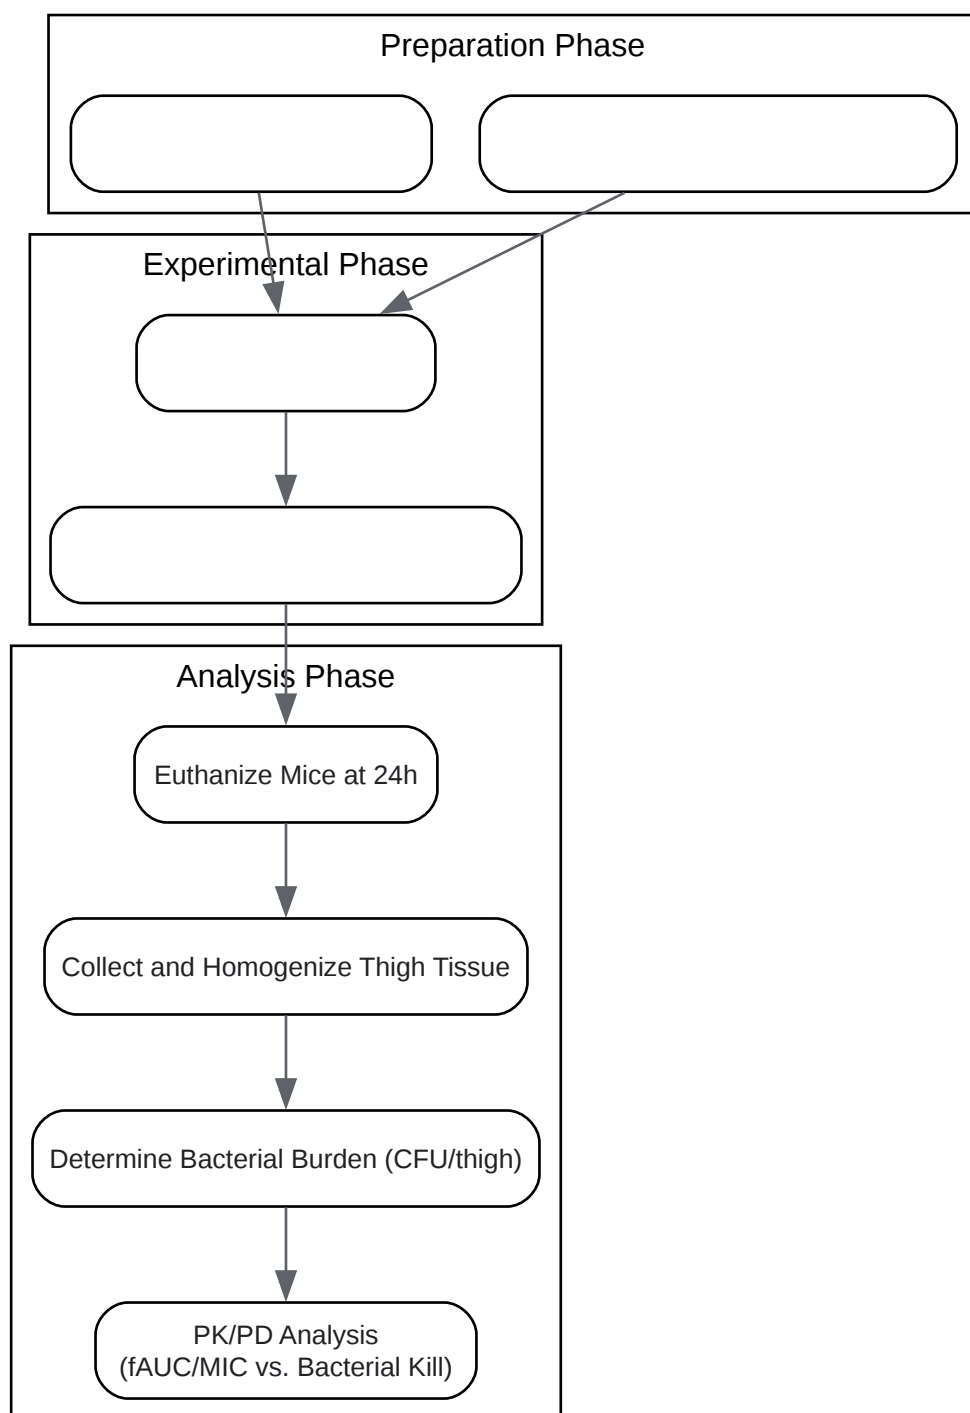 Preparation Phase
Experimental Phase
Analysis Phase
Euthanize Mice at 24h
Collect and Homogenize Thigh Tissue
Determine Bacterial Burden (CFU/thigh)
PK/PD Analysis
(fAUC/MIC vs. Bacterial Kill)